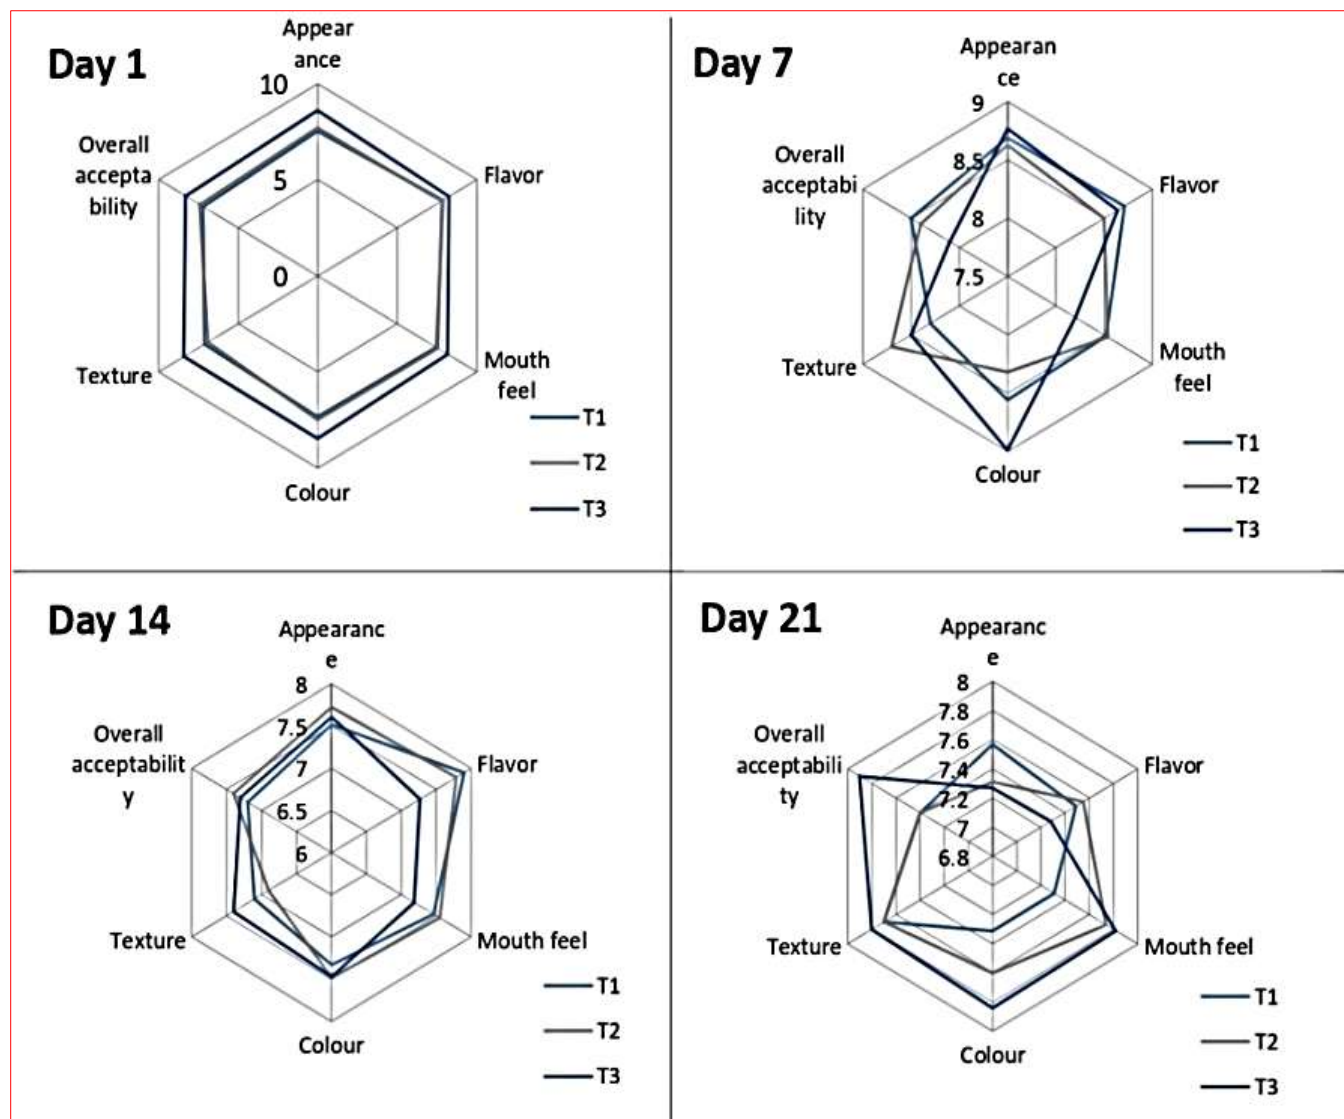 Day 1
Appear
ance
10
5
0
Flavor
Mouth
feel
Colour
Texture
Overall
accepta
bility
T1
T2
T3
Day 7
Appearan
ce
9
8.5
8
7.5
Flavor
Mouth
feel
Colour
Texture
Overall
acceptabi
lity
T1
T2
T3
Day 14
Appearanc
e
8
7.5
7
6.5
6
Flavor
Mouth feel
Colour
Texture
Overall
acceptabilit
y
T1
T2
T3
Day 21
Appearanc
e
8
7.8
7.6
7.4
7.2
7
6.8
Flavor
Mouth feel
Colour
Texture
Overall
acceptabili
ty
T1
T2
T3